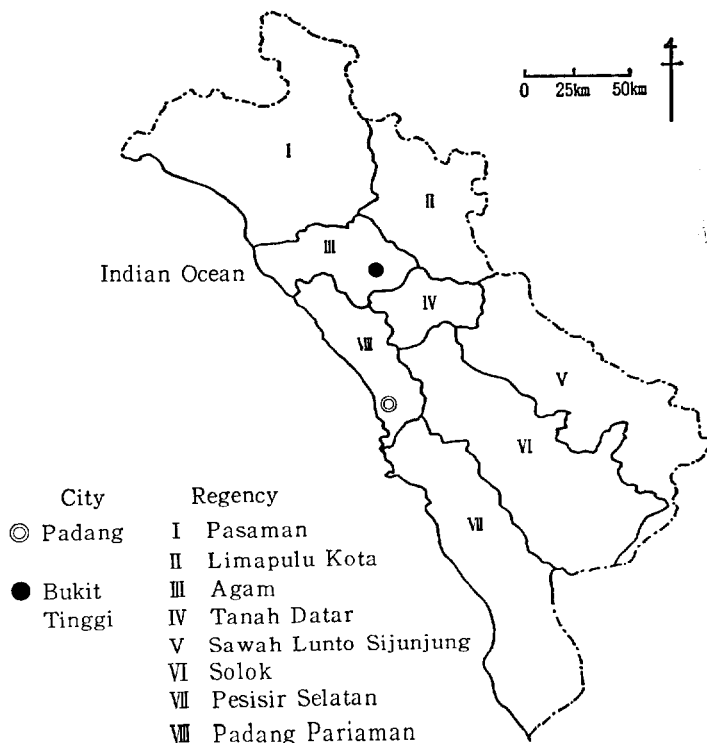 0 25km 50km
I
II
III
Indian Ocean
IV
VIII
V
VI
VII
City Regency
Padang I Pasaman
II Limapulu Kota
Bukit III Agam
Tinggi IV Tanah Datar
V Sawah Lunto Sijunjung
VI Solok
VII Pesisir Selatan
VIII Padang Pariaman